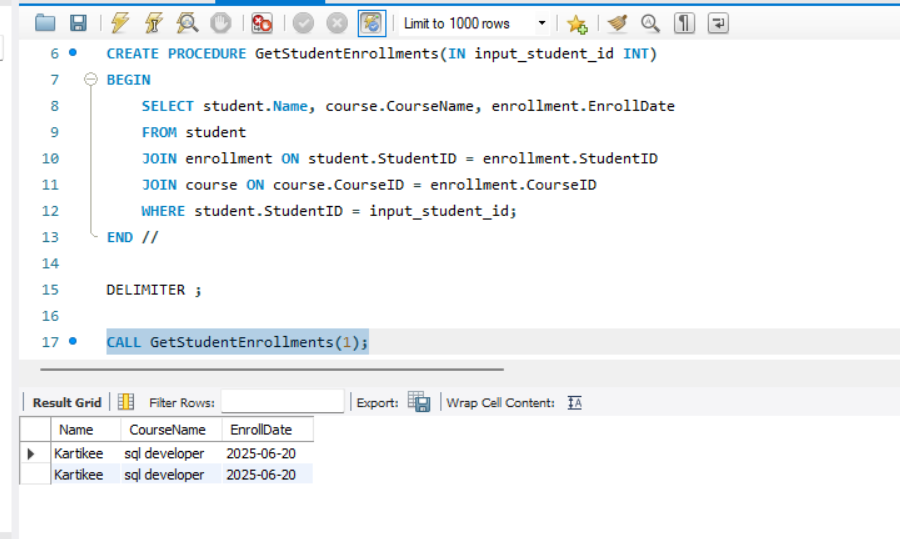 Limit to 1000 rows
6 CREATE PROCEDURE GetStudentEnrollments(IN input_student_id INT)
7 BEGIN
8 SELECT student.Name, course.CourseName, enrollment.EnrollDate
9 FROM student
10 JOIN enrollment ON student.StudentID = enrollment.StudentID
11 JOIN course ON course.CourseID = enrollment.CourseID
12 WHERE student.StudentID = input_student_id;
13 END //
14
15 DELIMITER ;
16
17 CALL GetStudentEnrollments(1);
Result Grid Filter Rows: Export: Wrap Cell Content: IA
Name CourseName EnrollDate
Kartikee sql developer 2025-06-20
Kartikee sql developer 2025-06-20